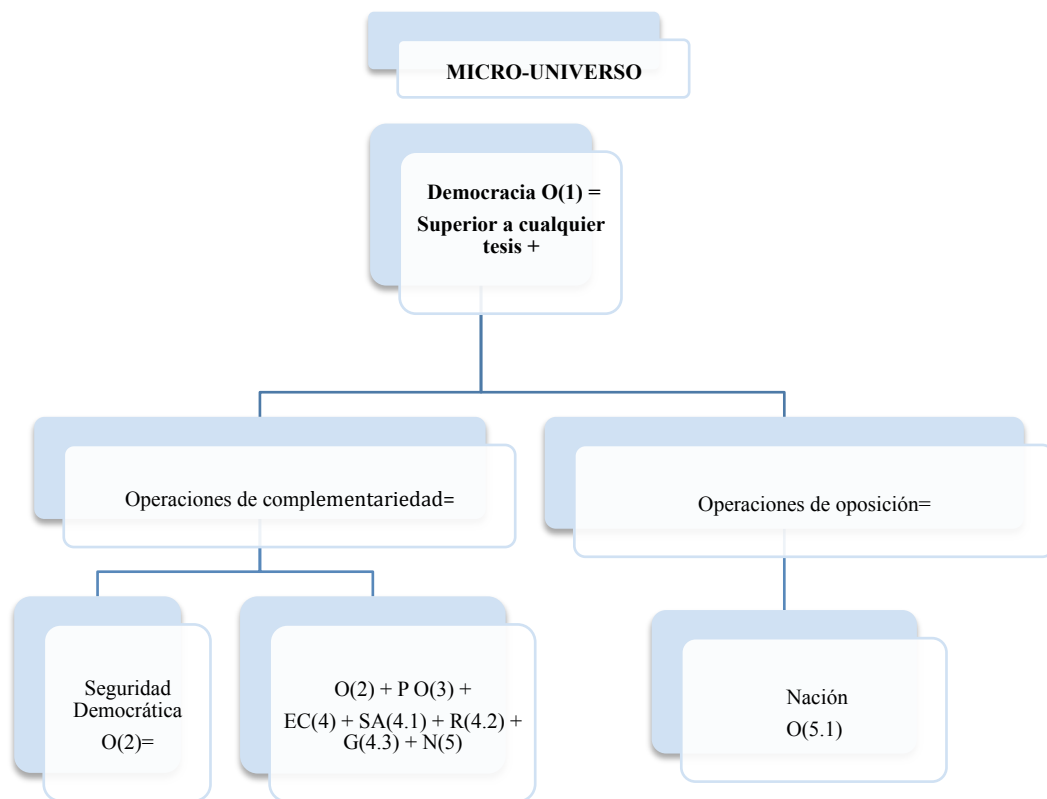 MICRO-UNIVERSO
Democracia O(1) =
Superior a cualquier
tesis +
Operaciones de complementariedad=
Operaciones de oposición=
Seguridad
Democrática
O(2)=
O(2) + P O(3) +
EC(4) + SA(4.1) + R(4.2) +
G(4.3) + N(5)
Nación
O(5.1)